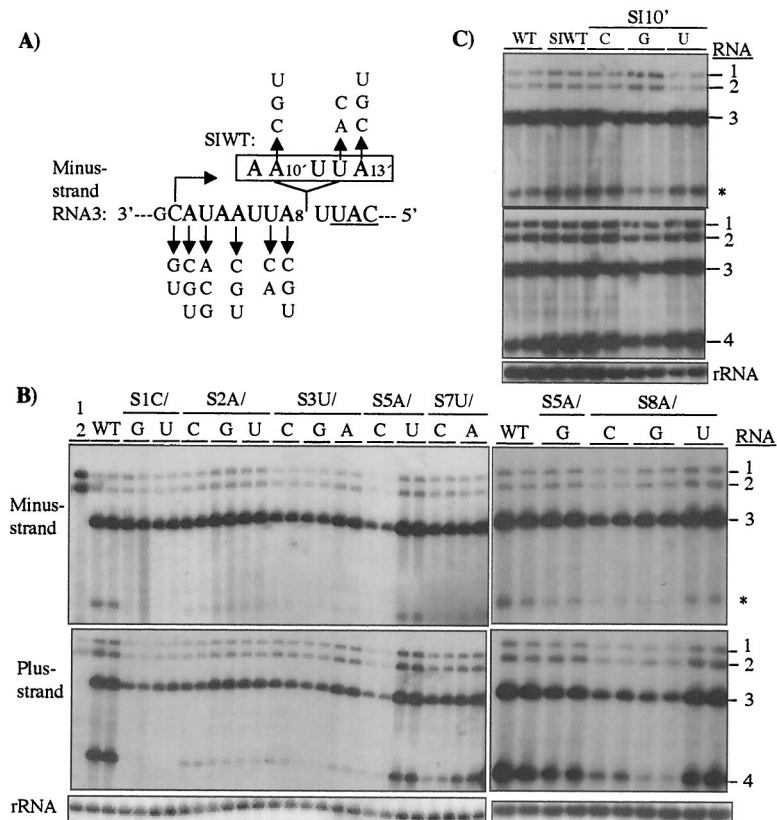 A)
U
G
C
C
A
U
G
C
SIWT:
A A10´ U U A13´
Minus-
strand
RNA3: 3’---GCAUAAUUA8 UUAC--- 5’
G C A C C C
U G C G A G
U G U U
C)
SI10’
WT SIWT C G U RNA
1
2
3
*
1
2
3
4
rRNA
B)
1 S1C/ S2A/ S3U/ S5A/ S7U/ S5A/ S8A/
2 WT G U C G U C G A C U C A WT G C G U RNA
Minus-
strand
1
2
3
*
Plus-
strand
1
2
3
4
rRNA